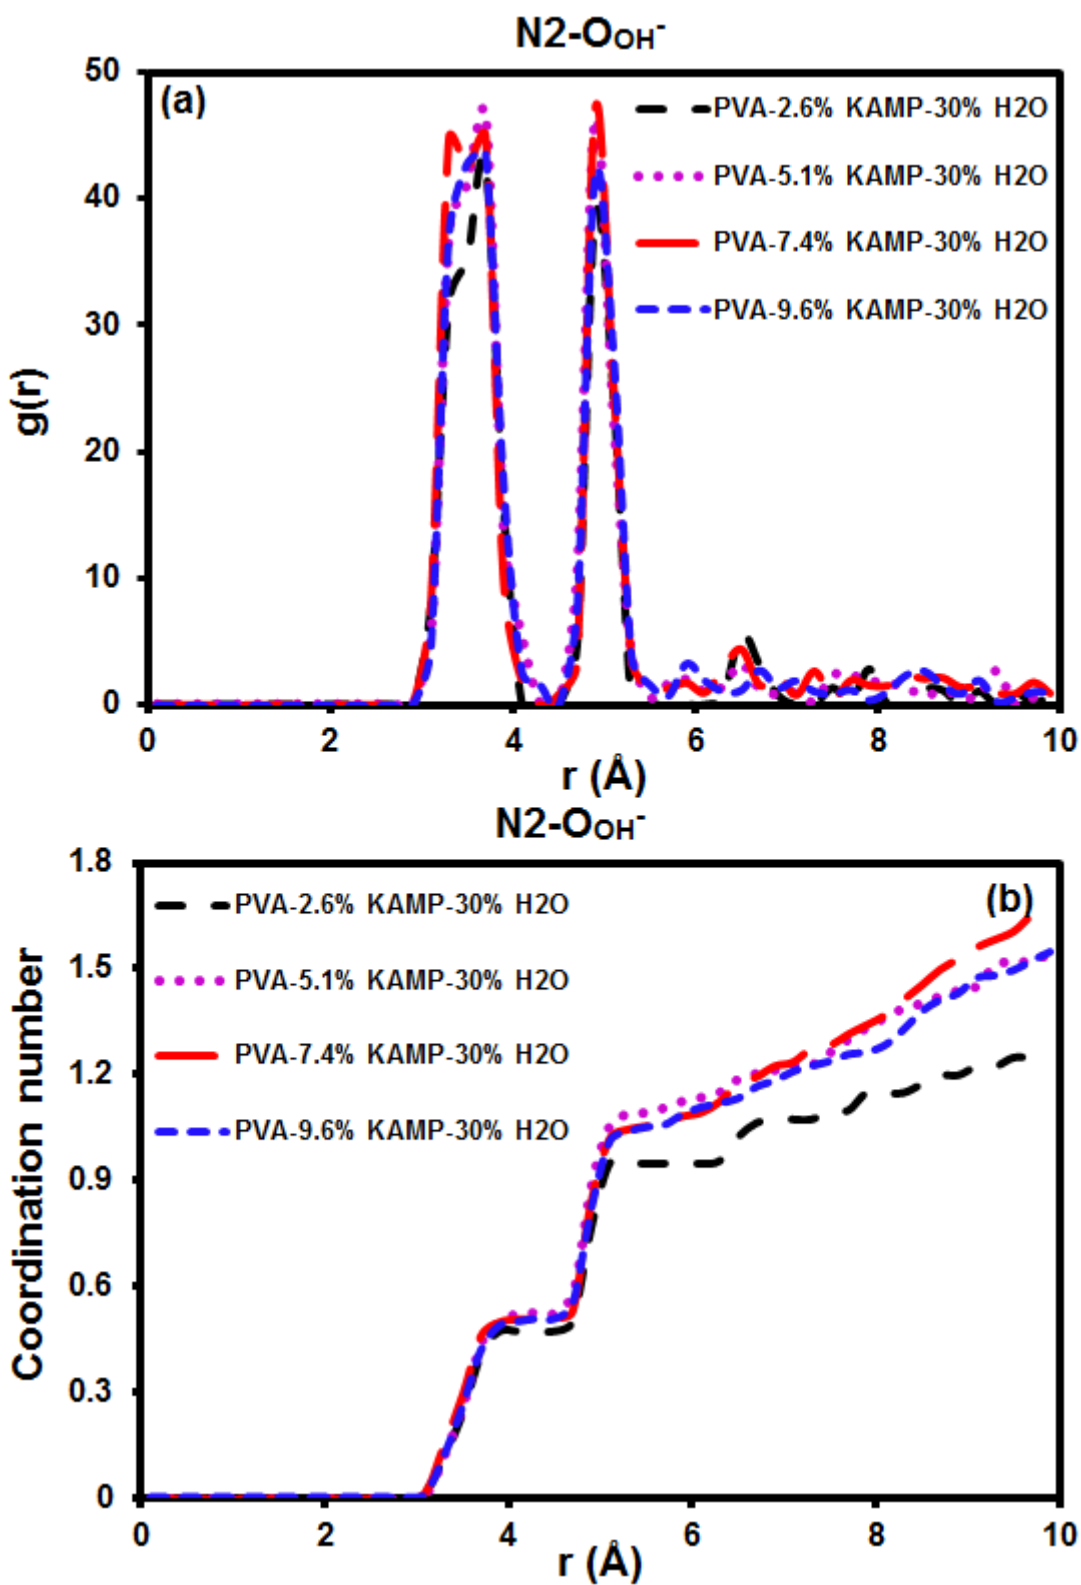 N2-OOH-
(a)
50
40
30
20
10
0
g(r)
PVA-2.6% KAMP-30% H2O
PVA-5.1% KAMP-30% H2O
PVA-7.4% KAMP-30% H2O
PVA-9.6% KAMP-30% H2O
0 2 4 6 8 10
r (Å)
N2-OOH-
(b)
1.8
1.5
1.2
0.9
0.6
0.3
0
Coordination number
PVA-2.6% KAMP-30% H2O
PVA-5.1% KAMP-30% H2O
PVA-7.4% KAMP-30% H2O
PVA-9.6% KAMP-30% H2O
0 2 4 6 8 10
r (Å)